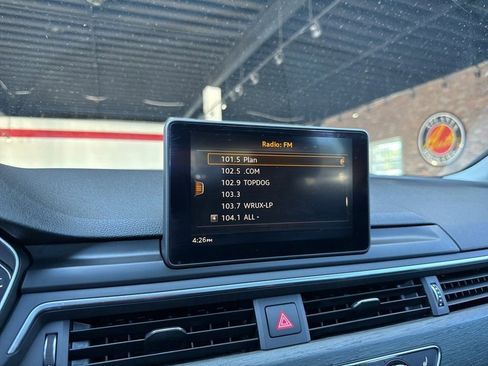 Radio: FM
101.5 Plan
102.5 .COM
102.9 TOPDOG
103.3
103.7 WRUX-LP
104.1 ALL -
4:26PM